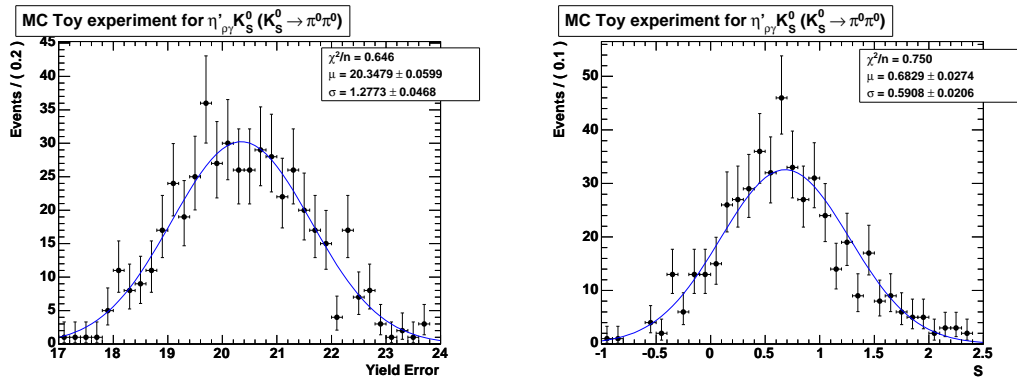 MC Toy experiment for η'ργK⁰S (K⁰S → π⁰π⁰)
Events / ( 0.2 )
45
40
35
30
25
20
15
10
5
0
χ²/n = 0.646
μ = 20.3479 ± 0.0599
σ = 1.2773 ± 0.0468
17 18 19 20 21 22 23 24
Yield Error
MC Toy experiment for η'ργK⁰S (K⁰S → π⁰π⁰)
Events / ( 0.1 )
50
40
30
20
10
0
χ²/n = 0.750
μ = 0.6829 ± 0.0274
σ = 0.5908 ± 0.0206
-1 -0.5 0 0.5 1 1.5 2 2.5
S